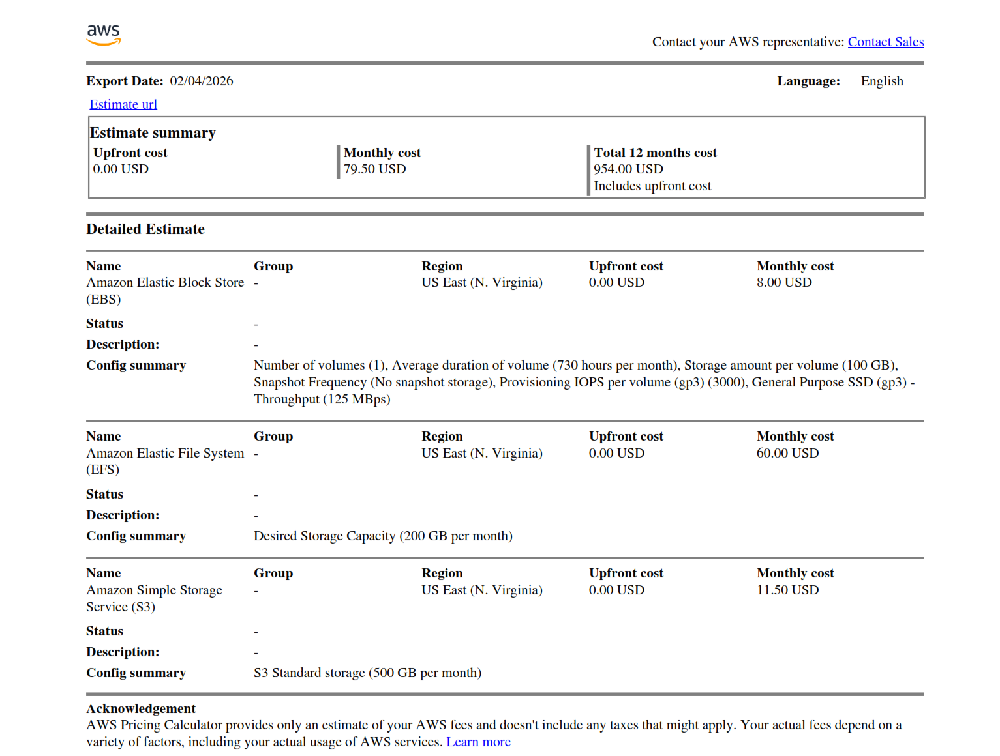 aws
Contact your AWS representative: Contact Sales
Export Date: 02/04/2026 Language: English
Estimate url
Estimate summary
Upfront cost Monthly cost Total 12 months cost
0.00 USD 79.50 USD 954.00 USD
Includes upfront cost
Detailed Estimate
Name Group Region Upfront cost Monthly cost
Amazon Elastic Block Store - US East (N. Virginia) 0.00 USD 8.00 USD
(EBS)
Status -
Description: -
Config summary Number of volumes (1), Average duration of volume (730 hours per month), Storage amount per volume (100 GB),
Snapshot Frequency (No snapshot storage), Provisioning IOPS per volume (gp3) (3000), General Purpose SSD (gp3) -
Throughput (125 MBps)
Name Group Region Upfront cost Monthly cost
Amazon Elastic File System - US East (N. Virginia) 0.00 USD 60.00 USD
(EFS)
Status -
Description: -
Config summary Desired Storage Capacity (200 GB per month)
Name Group Region Upfront cost Monthly cost
Amazon Simple Storage - US East (N. Virginia) 0.00 USD 11.50 USD
Service (S3)
Status -
Description: -
Config summary S3 Standard storage (500 GB per month)
Acknowledgement
AWS Pricing Calculator provides only an estimate of your AWS fees and doesn't include any taxes that might apply. Your actual fees depend on a
variety of factors, including your actual usage of AWS services. Learn more